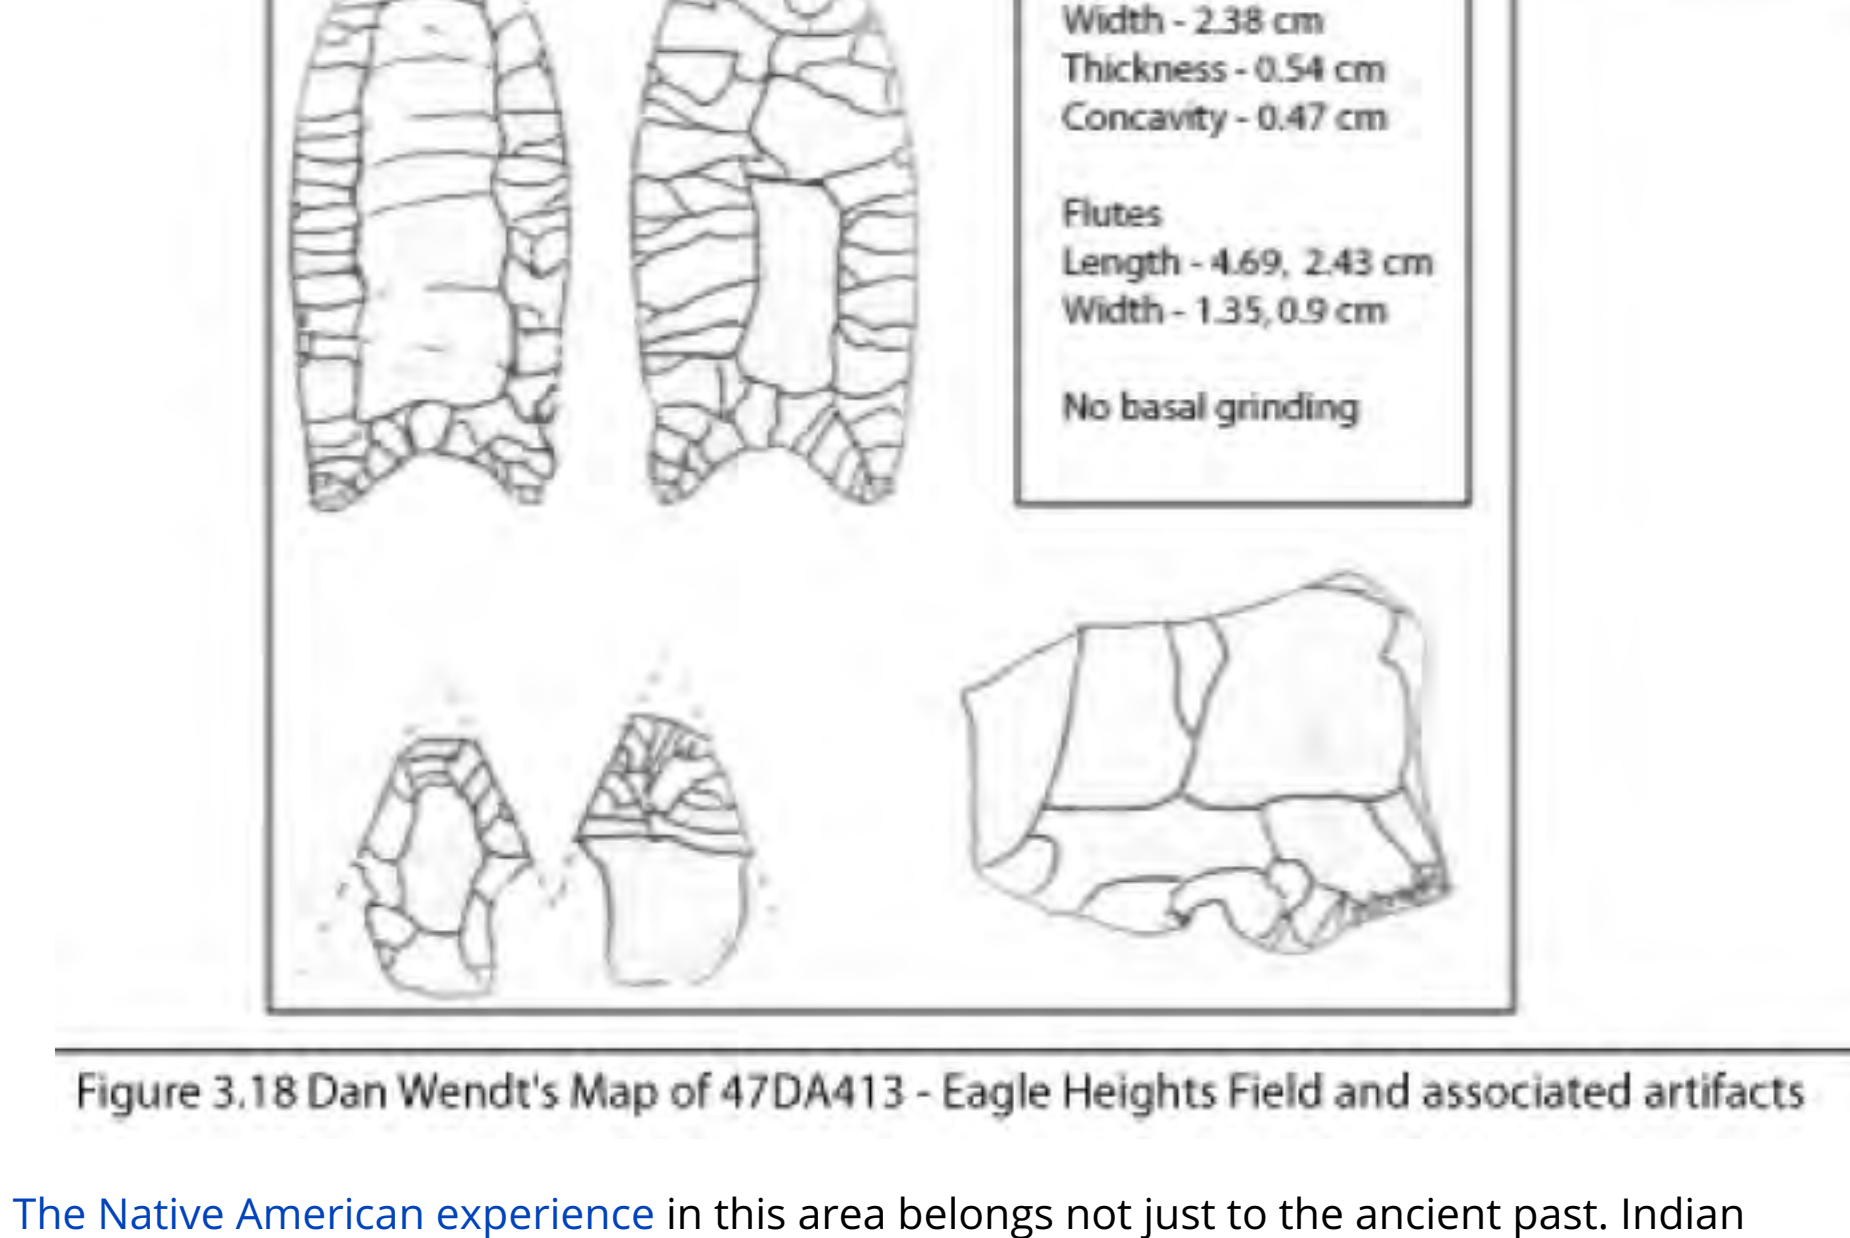 Width - 2.38 cm
Thickness - 0.54 cm
Concavity - 0.47 cm
Flutes
Length - 4.69, 2.43 cm
Width - 1.35, 0.9 cm
No basal grinding
Figure 3.18 Dan Wendt's Map of 47DA413 - Eagle Heights Field and associated artifacts
The Native American experience in this area belongs not just to the ancient past. Indian